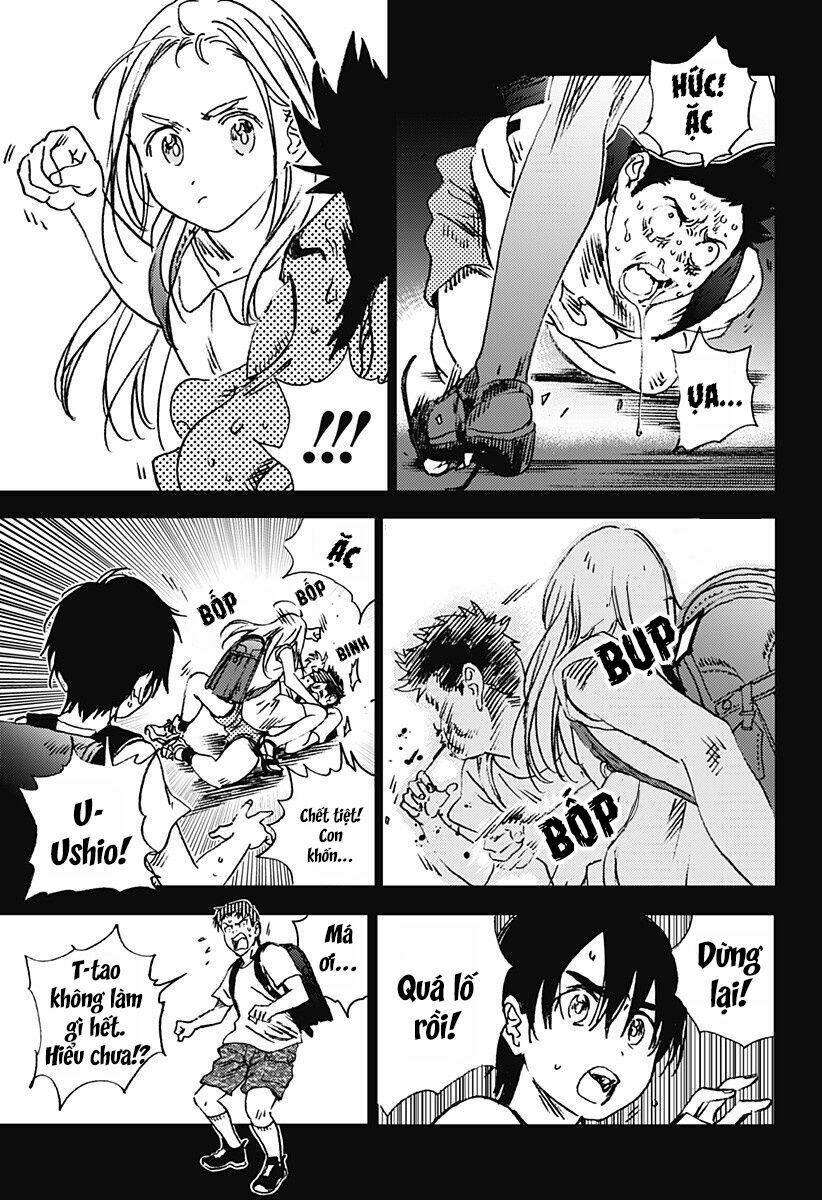 HỨC!
ẶC
ỤA...
!!!
BỤP
BỐP
ẶC
BỐP
BỐP
BINH
U-
Ushio!
Chết tiệt!
Con
khốn...
Dừng
lại!
Quá lố
rồi!
Má
ơi...
T-tao
không làm
gì hết.
Hiểu chưa!?